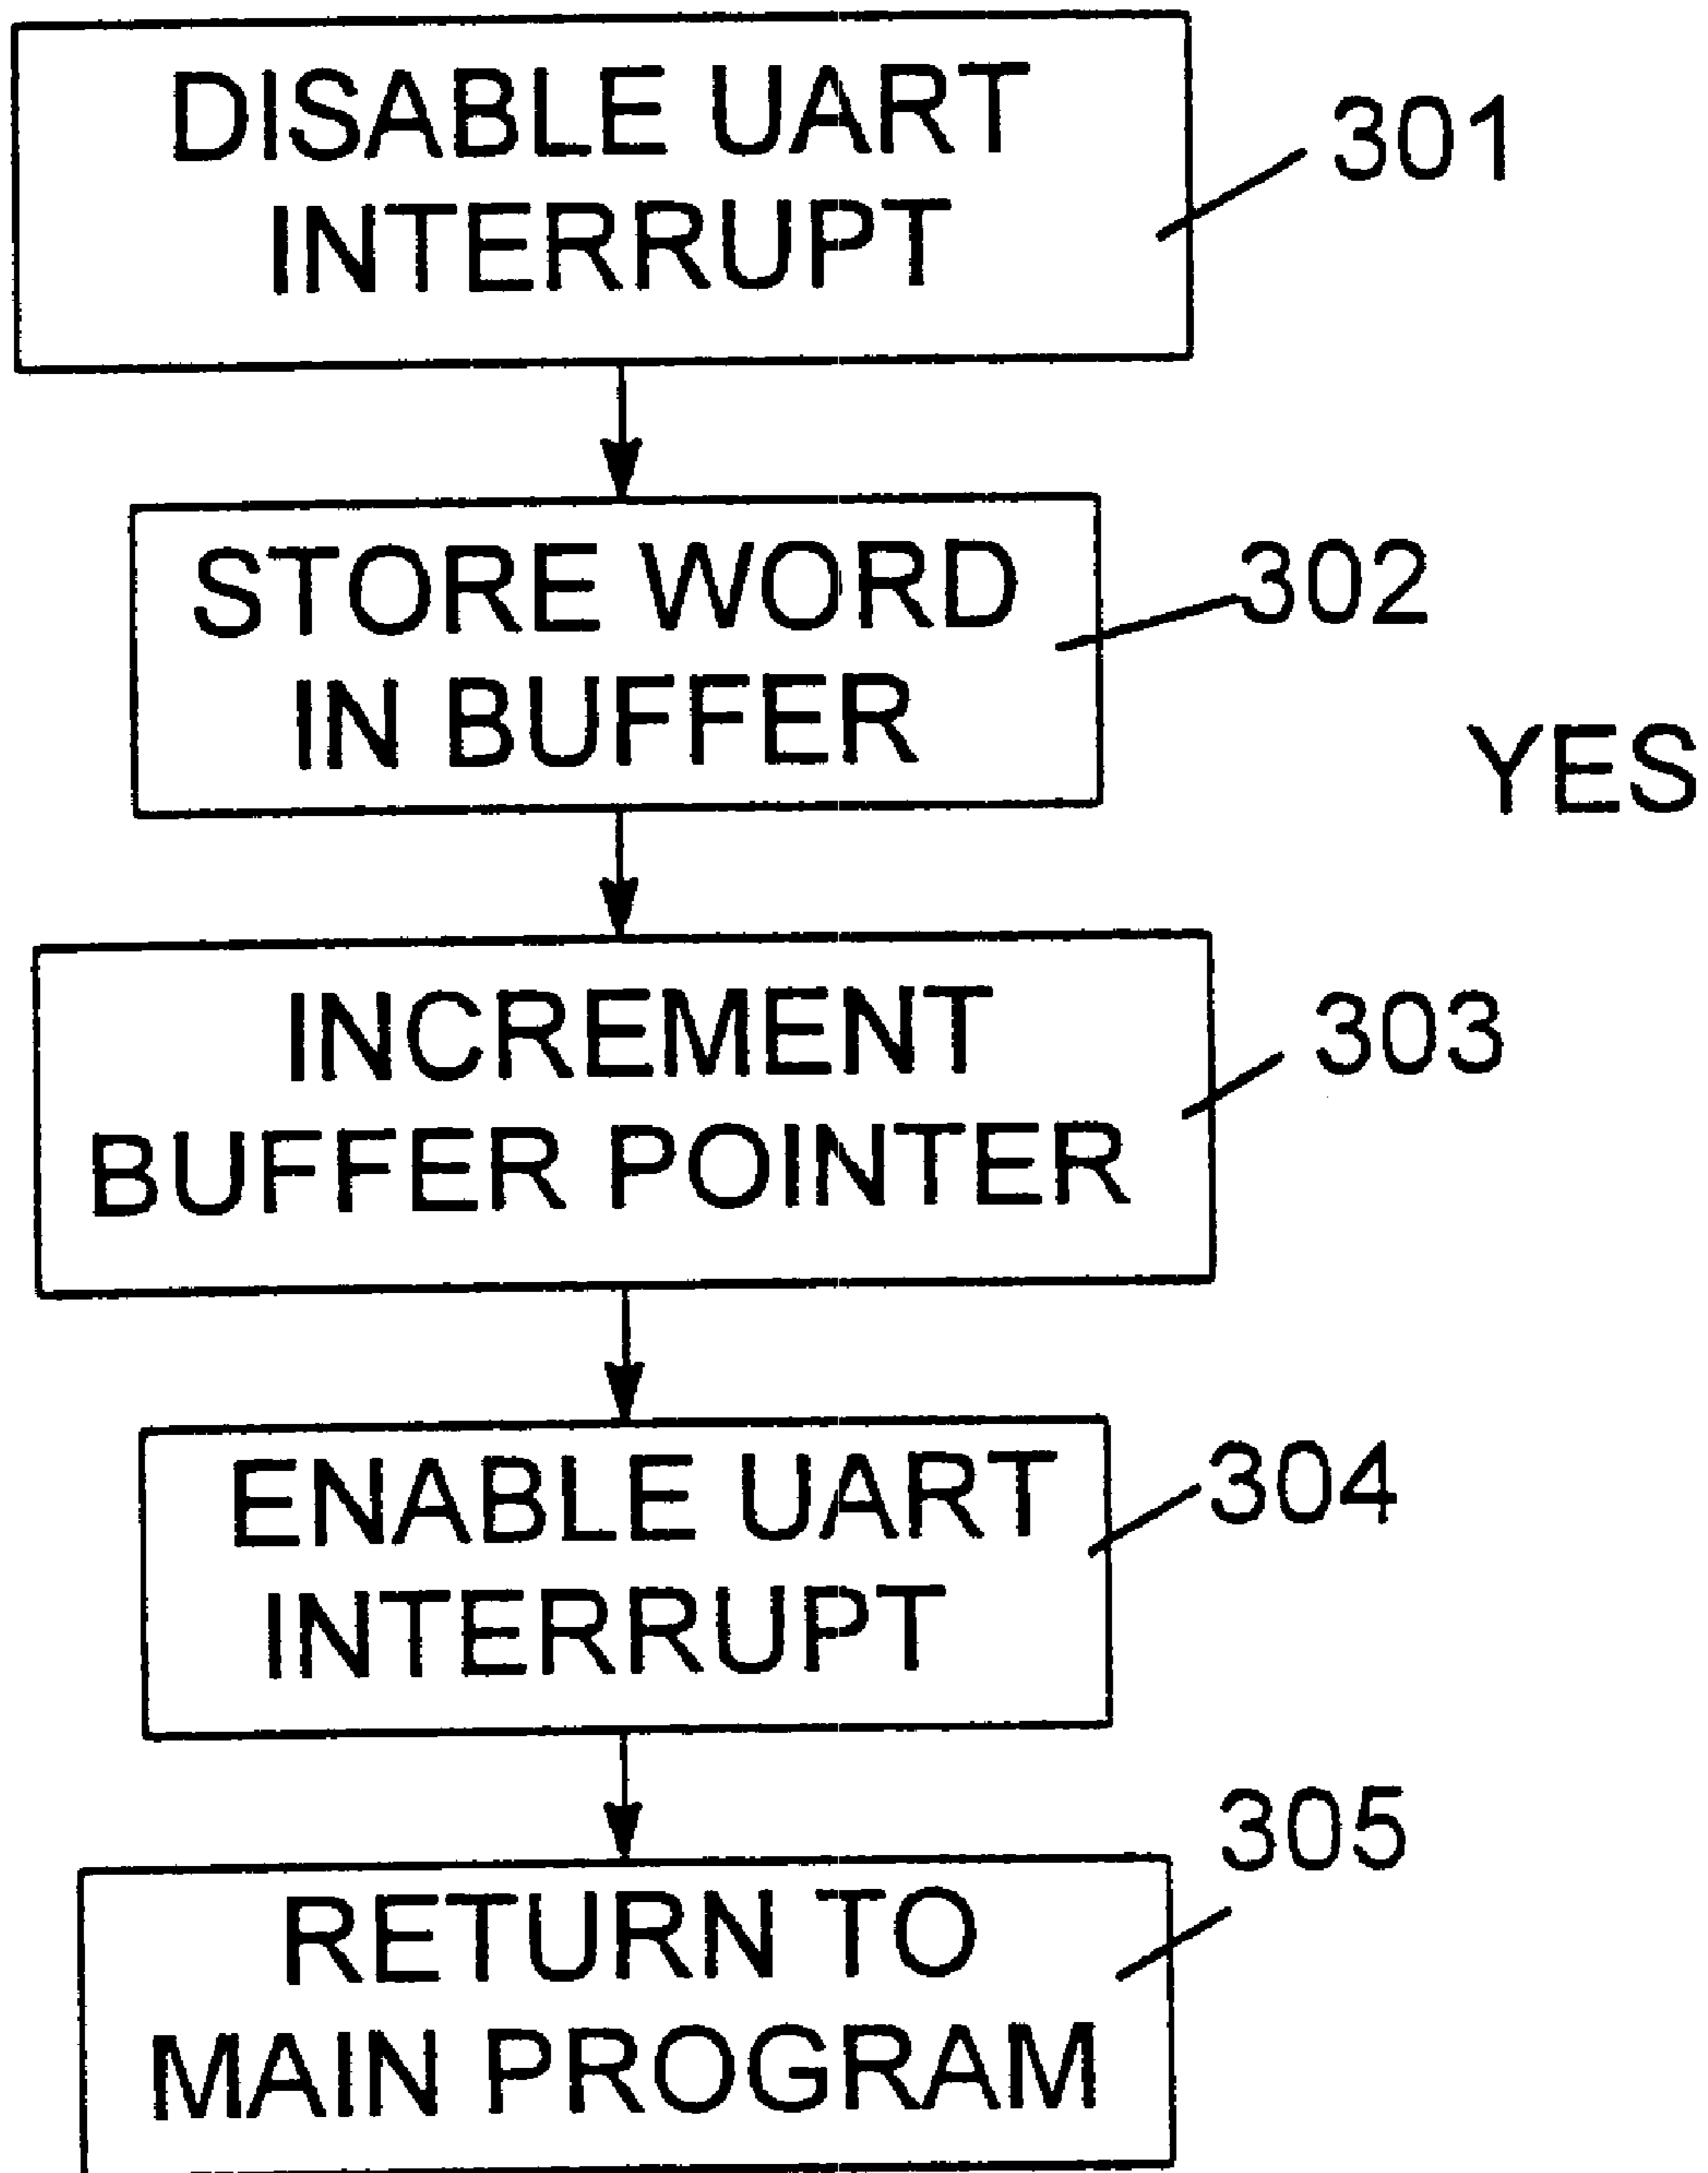 DISABLE UART
INTERRUPT
301
STORE WORD
IN BUFFER
302
YES
INCREMENT
BUFFER POINTER
303
ENABLE UART
INTERRUPT
304
305
RETURN TO
MAIN PROGRAM